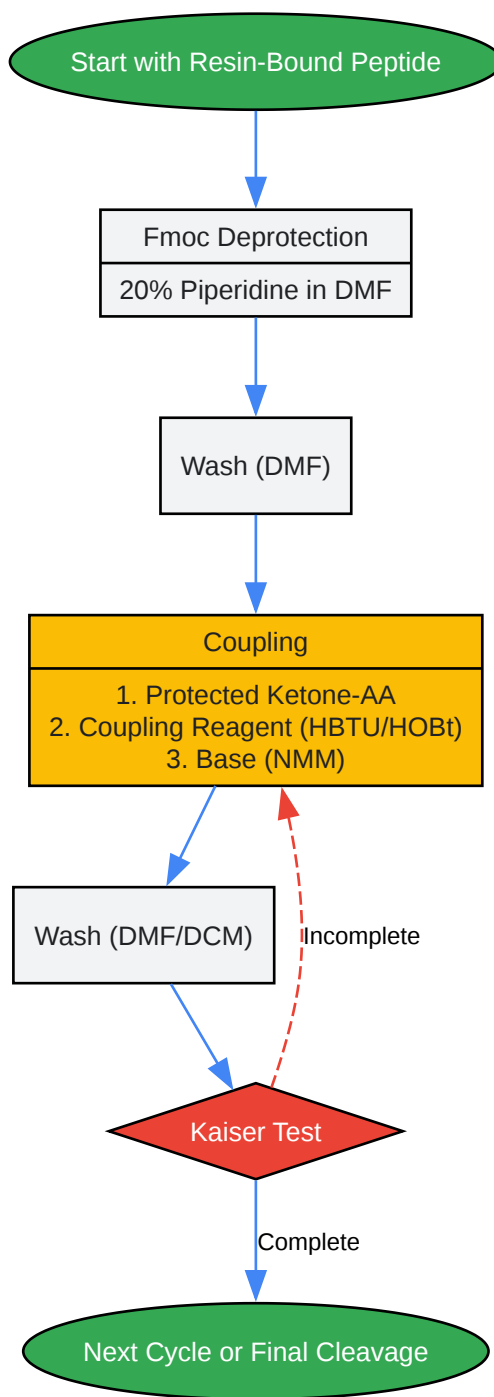 Start with Resin-Bound Peptide
Fmoc Deprotection
20% Piperidine in DMF
Wash (DMF)
Coupling
1. Protected Ketone-AA
2. Coupling Reagent (HBTU/HOBt)
3. Base (NMM)
Wash (DMF/DCM)
Incomplete
Kaiser Test
Complete
Next Cycle or Final Cleavage